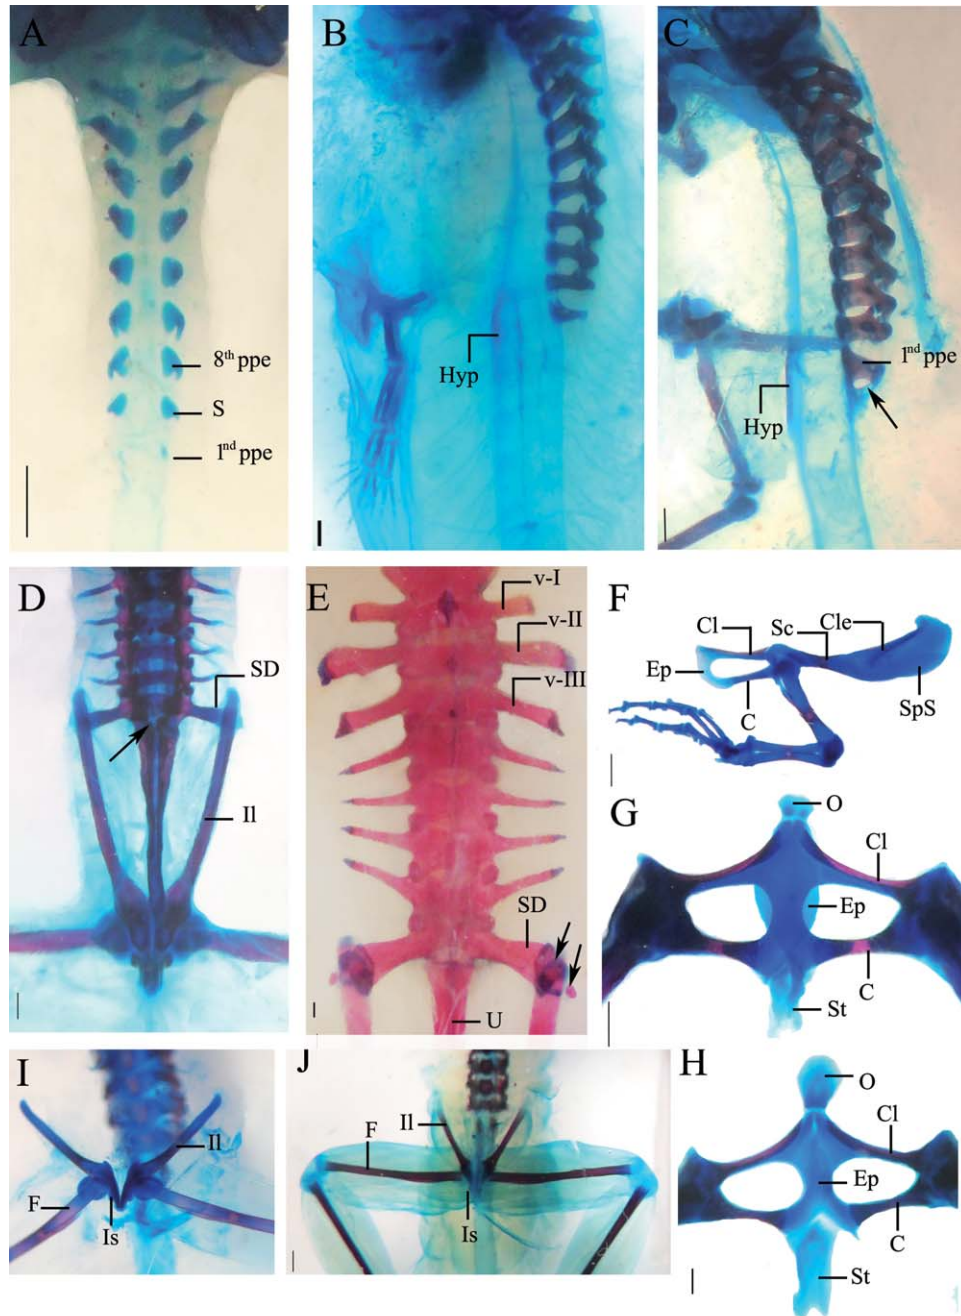 A
8th ppe
S
1nd ppe
B
Hyp
C
1nd ppe
Hyp
D
SD
Il
E
v-I
v-II
v-III
SD
U
F
Cl
Sc
Cle
Ep
C
SpS
G
O
Cl
Ep
C
St
I
Il
F
Is
J
Il
F
Is
H
O
Cl
Ep
C
St